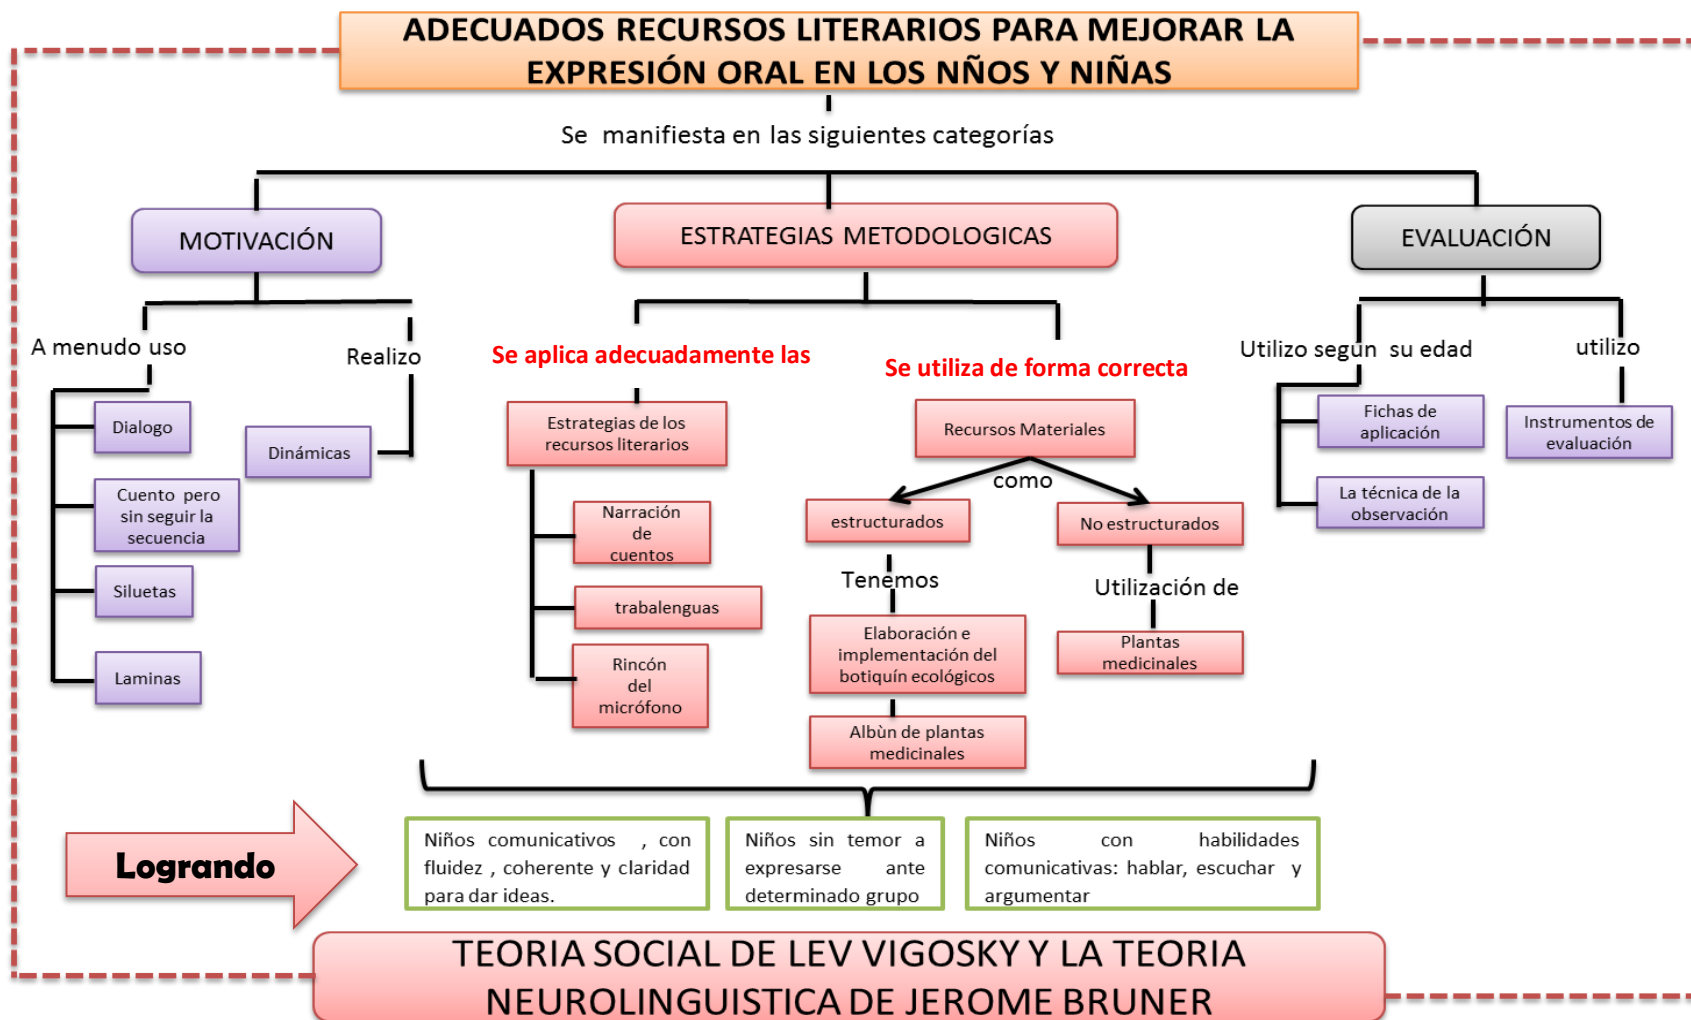 ADECUADOS RECURSOS LITERARIOS PARA MEJORAR LA
EXPRESIÓN ORAL EN LOS NÑOS Y NIÑAS
Se manifiesta en las siguientes categorías
MOTIVACIÓN
ESTRATEGIAS METODOLOGICAS
EVALUACIÓN
A menudo uso
Realizo
Dialogo
Dinámicas
Cuento pero
sin seguir la
secuencia
Siluetas
Laminas
Se aplica adecuadamente las
Estrategias de los
recursos literarios
Narración
de
cuentos
trabalenguas
Rincón
del
micrófono
Se utiliza de forma correcta
Recursos Materiales
como
estructurados
No estructurados
Tenemos
Utilización de
Elaboración e
implementación del
botiquín ecológicos
Plantas
medicinales
Albùn de plantas
medicinales
Utilizo según su edad
utilizo
Fichas de
aplicación
Instrumentos de
evaluación
La técnica de la
observación
Logrando
Niños comunicativos , con
fluidez , coherente y claridad
para dar ideas.
Niños sin temor a
expresarse ante
determinado grupo
Niños con habilidades
comunicativas: hablar, escuchar y
argumentar
TEORIA SOCIAL DE LEV VIGOSKY Y LA TEORIA
NEUROLINGUISTICA DE JEROME BRUNER